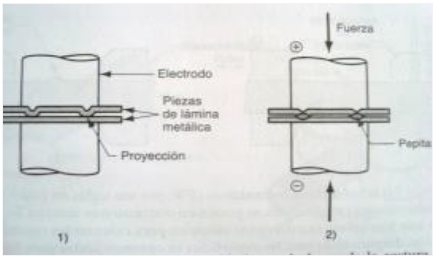 Fuerza
Electrodo
Piezas
de lámina
metálica
Proyección
Pepita
1)
2)